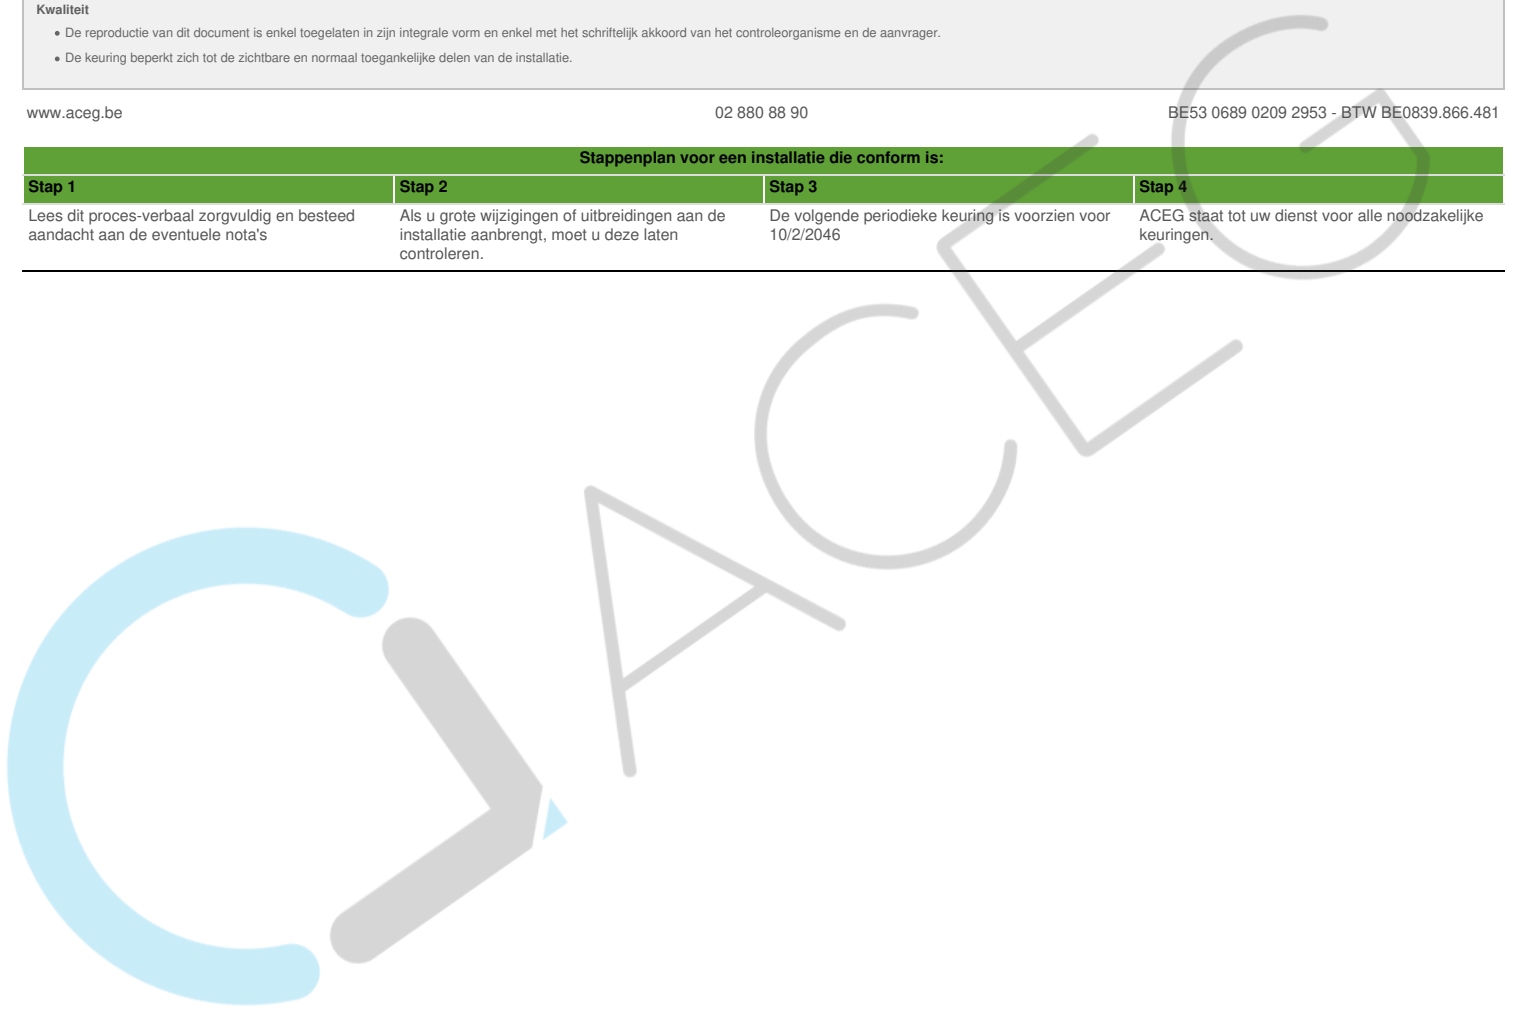 Kwaliteit
• De reproductie van dit document is enkel toegelaten in zijn integrale vorm en enkel met het schriftelijk akkoord van het controleorganisme en de aanvrager.
• De keuring beperkt zich tot de zichtbare en normaal toegankelijke delen van de installatie.
www.aceg.be 02 880 88 90 BE53 0689 0209 2953 - BTW BE0839.866.481
Stappenplan voor een installatie die conform is:
Stap 1 Stap 2 Stap 3 Stap 4
Lees dit proces-verbaal zorgvuldig en besteed
aandacht aan de eventuele nota's
Als u grote wijzigingen of uitbreidingen aan de
installatie aanbrengt, moet u deze laten
controleren.
De volgende periodieke keuring is voorzien voor
10/2/2046
ACEG staat tot uw dienst voor alle noodzakelijke
keuringen.
ACEG